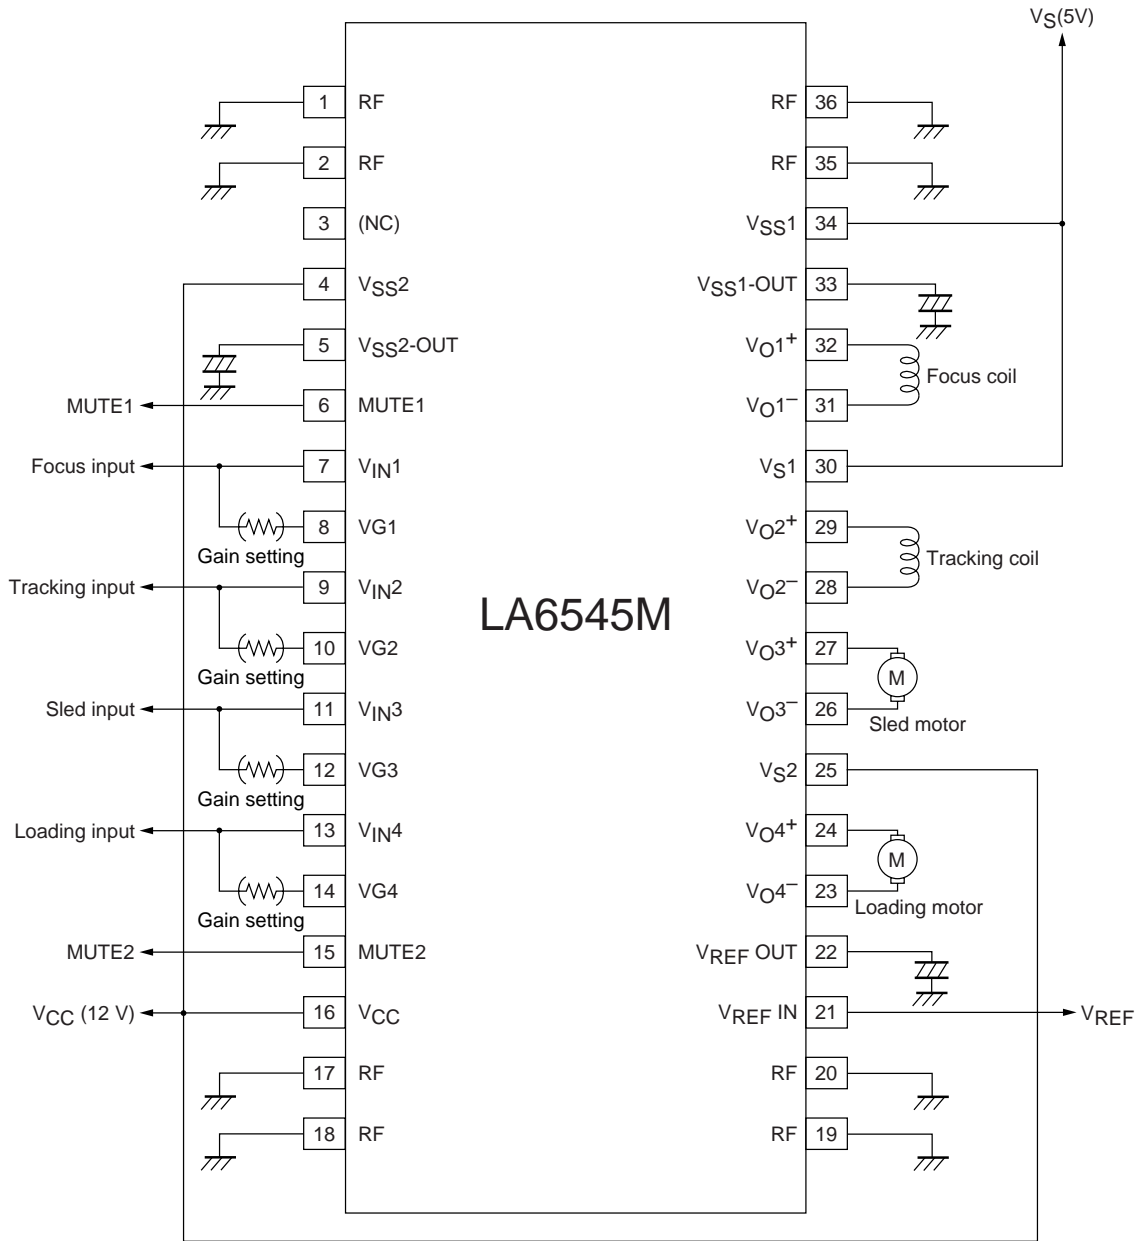 VS(5V)
1 RF
RF 36
2 RF
RF 35
3 (NC)
VSS1 34
4 VSS2
VSS1-OUT 33
5 VSS2-OUT
VO1+ 32
Focus coil
MUTE1 6 MUTE1
VO1– 31
Focus input 7 VIN1
VS1 30
8 VG1
Gain setting
VO2+ 29
Tracking coil
Tracking input 9 VIN2
VO2– 28
LA6545M
10 VG2
Gain setting
VO3+ 27
M
Sled input 11 VIN3
VO3– 26
Sled motor
12 VG3
Gain setting
VS2 25
Loading input 13 VIN4
VO4+ 24
M
14 VG4
Gain setting
VO4– 23
Loading motor
MUTE2 15 MUTE2
VREF OUT 22
VCC (12 V) 16 VCC
VREF IN 21 VREF
17 RF
RF 20
18 RF
RF 19